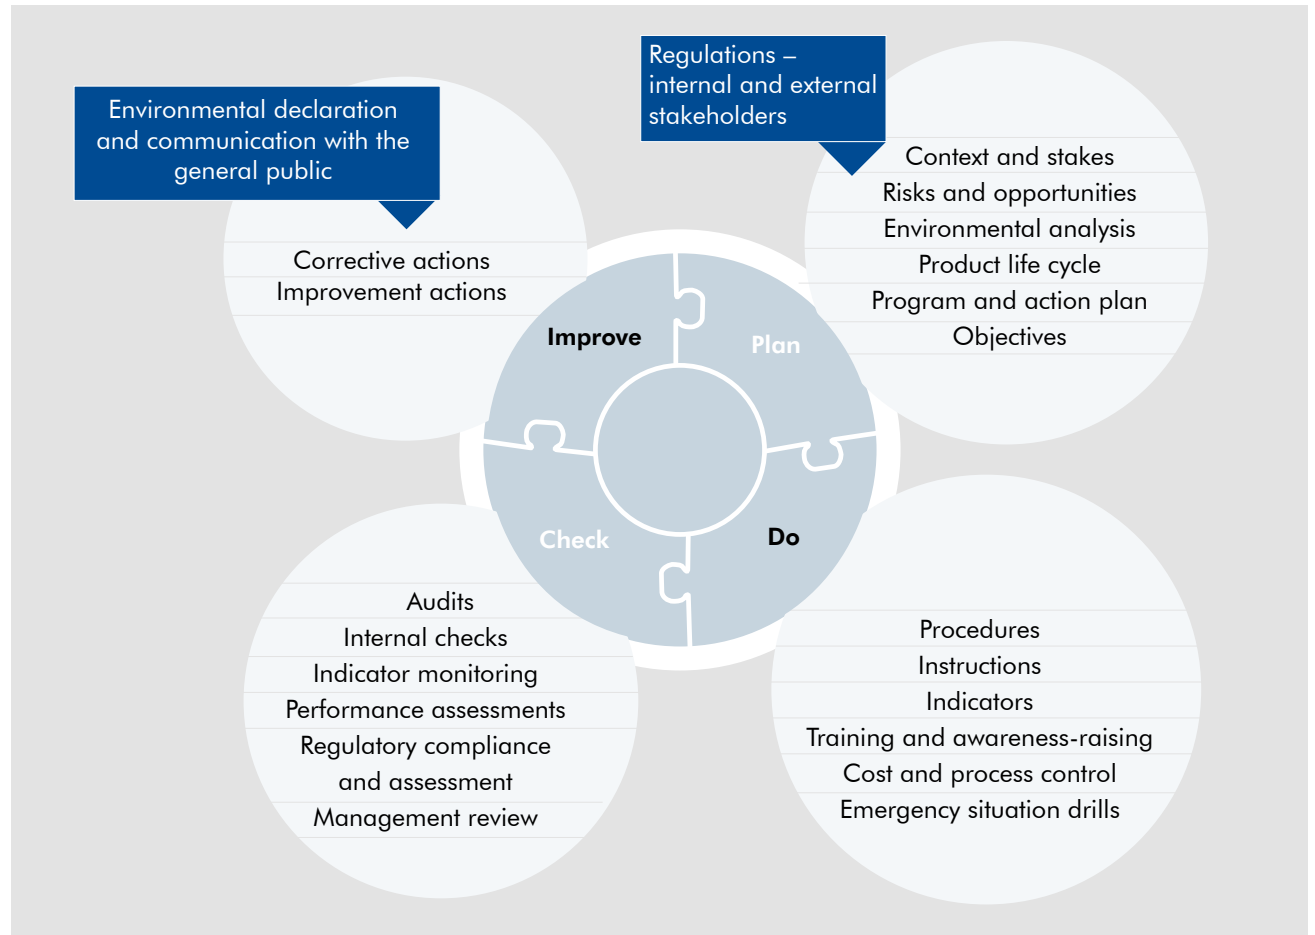 Environmental declaration
and communication with the
general public
Corrective actions
Improvement actions
Regulations –
internal and external
stakeholders
Context and stakes
Risks and opportunities
Environmental analysis
Product life cycle
Program and action plan
Objectives
Improve
Plan
Check
Do
Audits
Internal checks
Indicator monitoring
Performance assessments
Regulatory compliance
and assessment
Management review
Procedures
Instructions
Indicators
Training and awareness-raising
Cost and process control
Emergency situation drills